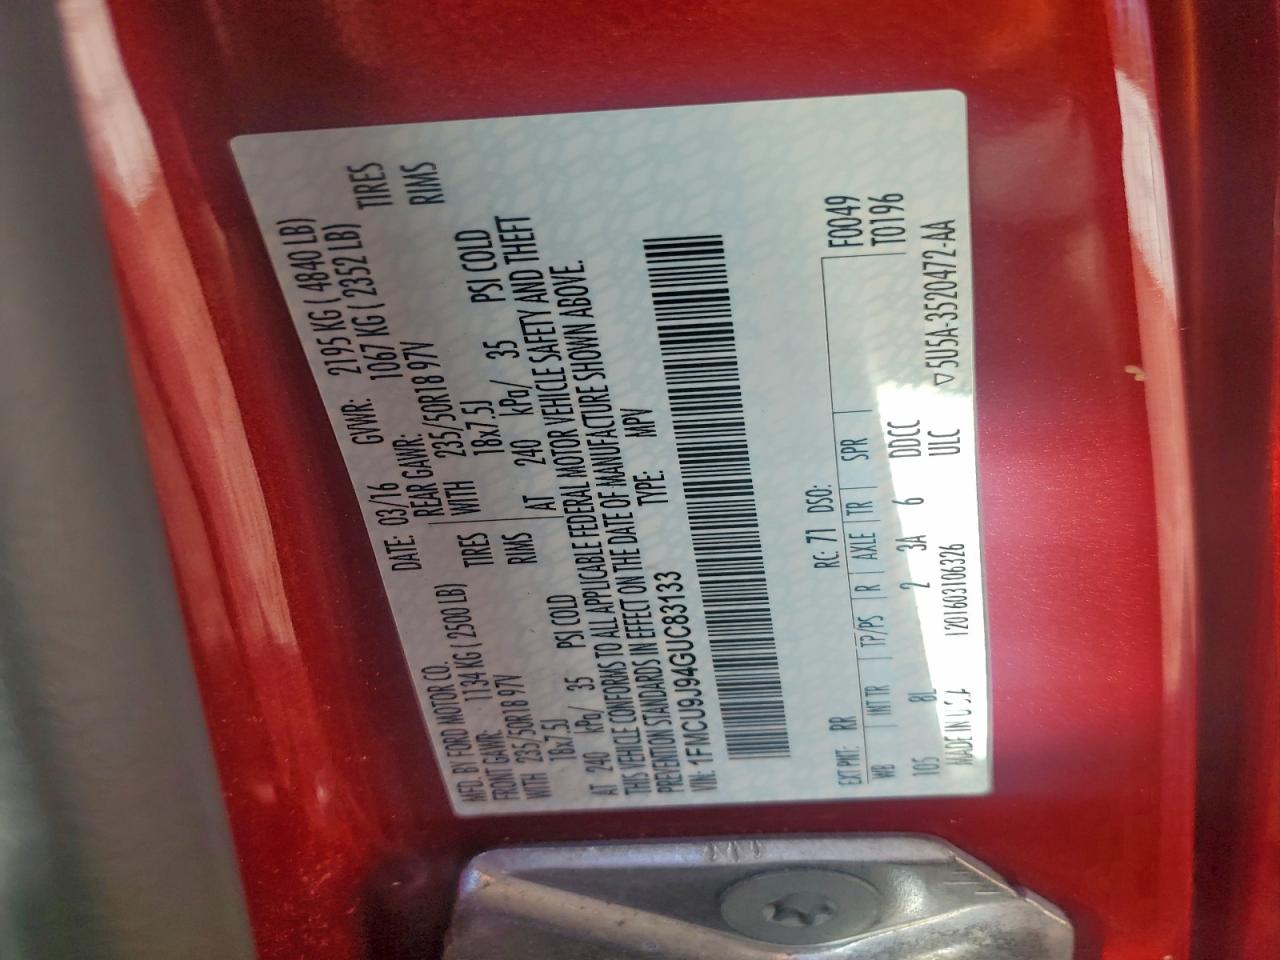 MFD. BY FORD MOTOR CO.
DATE: 03/16 GVWR: 2195 KG ( 4840 LB)
FRONT GAWR: 1134 KG ( 2500 LB)
REAR GAWR: 1067 KG ( 2352 LB)
WITH 235/50R18 97V TIRES
WITH 235/50R18 97V TIRES
18x7.5J RIMS
18x7.5J RIMS
AT 240 kPa/ 35 PSI COLD
AT 240 kPa/ 35 PSI COLD
THIS VEHICLE CONFORMS TO ALL APPLICABLE FEDERAL MOTOR VEHICLE SAFETY AND THEFT
PREVENTION STANDARDS IN EFFECT ON THE DATE OF MANUFACTURE SHOWN ABOVE.
VIN: 1FMCU9J94GUC83133 TYPE: MPV
EXT PNT: RR RC: 71 DSO: F0049
WB INT TR TP/PS R AXLE TR SPR T0196
105 8L 2 3A 6 DDCC
MADE IN U.S.A 1201603106326 ULC ▽5U5A-3520472-AA